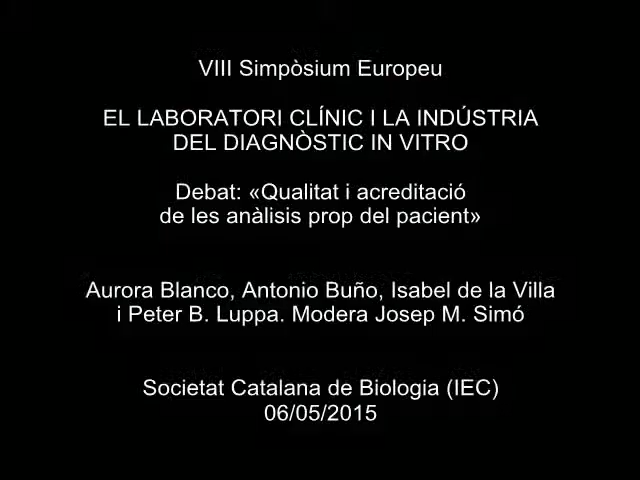 VIII Simpòsium Europeu
EL LABORATORI CLÍNIC I LA INDÚSTRIA
DEL DIAGNÒSTIC IN VITRO
Debat: «Qualitat i acreditació
de les anàlisis prop del pacient»
Aurora Blanco, Antonio Buño, Isabel de la Villa
i Peter B. Luppa. Modera Josep M. Simó
Societat Catalana de Biologia (IEC)
06/05/2015